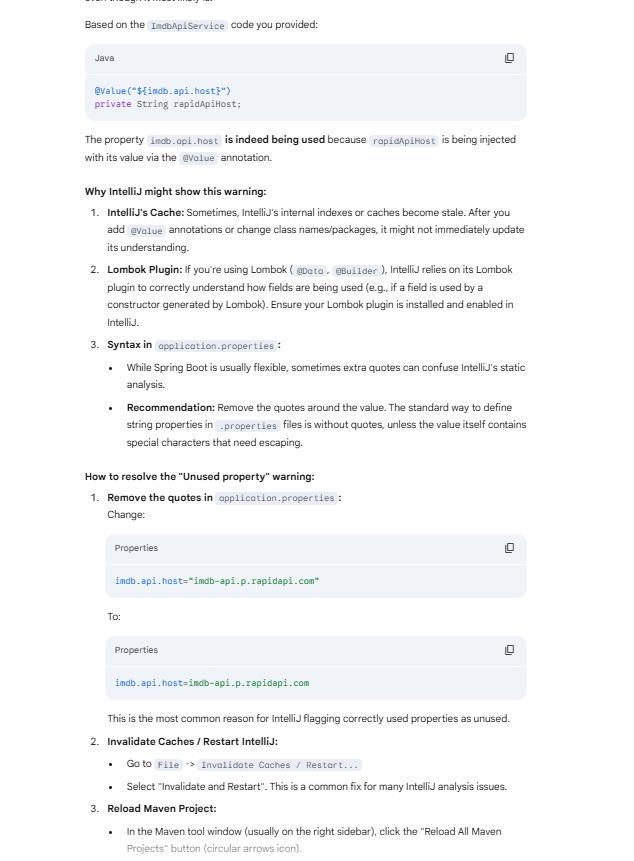 Based on the ImdbApiService code you provided:
Java
@Value("${imdb.api.host}")
private String rapidApiHost;
The property imdb.api.host is indeed being used because rapidApiHost is being injected
with its value via the @Value annotation.
Why IntelliJ might show this warning:
1. IntelliJ's Cache: Sometimes, IntelliJ's internal indexes or caches become stale. After you
add @Value annotations or change class names/packages, it might not immediately update
its understanding.
2. Lombok Plugin: If you're using Lombok ( @Data , @Builder ), IntelliJ relies on its Lombok
plugin to correctly understand how fields are being used (e.g., if a field is used by a
constructor generated by Lombok). Ensure your Lombok plugin is installed and enabled in
IntelliJ.
3. Syntax in application.properties :
• While Spring Boot is usually flexible, sometimes extra quotes can confuse IntelliJ's static
analysis.
• Recommendation: Remove the quotes around the value. The standard way to define
string properties in .properties files is without quotes, unless the value itself contains
special characters that need escaping.
How to resolve the "Unused property" warning:
1. Remove the quotes in application.properties :
Change:
Properties
imdb.api.host="imdb-api.p.rapidapi.com"
To:
Properties
imdb.api.host=imdb-api.p.rapidapi.com
This is the most common reason for IntelliJ flagging correctly used properties as unused.
2. Invalidate Caches / Restart IntelliJ:
• Go to File -> Invalidate Caches / Restart...
• Select "Invalidate and Restart". This is a common fix for many IntelliJ analysis issues.
3. Reload Maven Project:
• In the Maven tool window (usually on the right sidebar), click the "Reload All Maven
Projects" button (circular arrows icon).